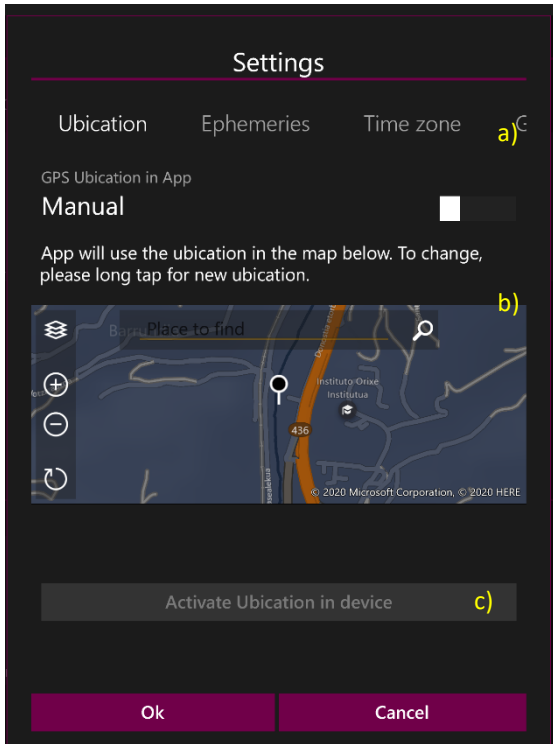 Settings
Ubication Ephemeries Time zone G
a)
GPS Ubication in App
Manual
App will use the ubication in the map below. To change,
please long tap for new ubication.
b)
Place to find
Instituto Orixe
Institutua
436
© 2020 Microsoft Corporation, © 2020 HERE
Activate Ubication in device c)
Ok Cancel